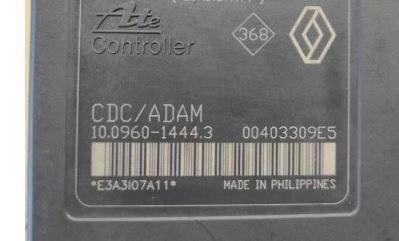 Ate
Controller
368
CDC/ADAM
10.0960-1444.3 00403309E5
*E3A3I07A11* MADE IN PHILIPPINES